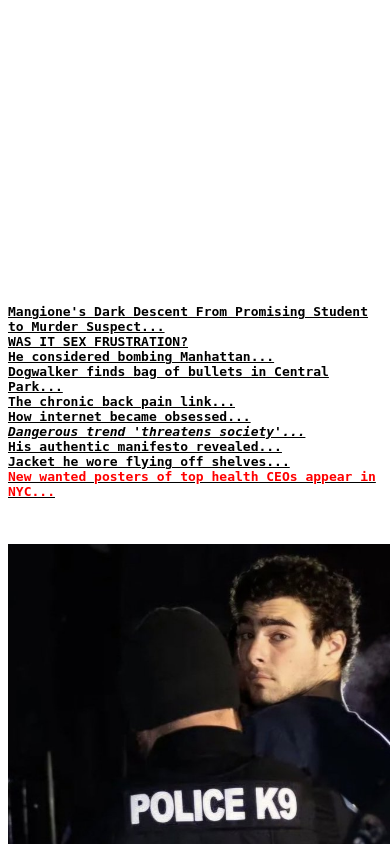 Mangione's Dark Descent From Promising Student
to Murder Suspect...
WAS IT SEX FRUSTRATION?
He considered bombing Manhattan...
Dogwalker finds bag of bullets in Central
Park...
The chronic back pain link...
How internet became obsessed...
Dangerous trend 'threatens society'...
His authentic manifesto revealed...
Jacket he wore flying off shelves...
New wanted posters of top health CEOs appear in
NYC...
POLICE K9